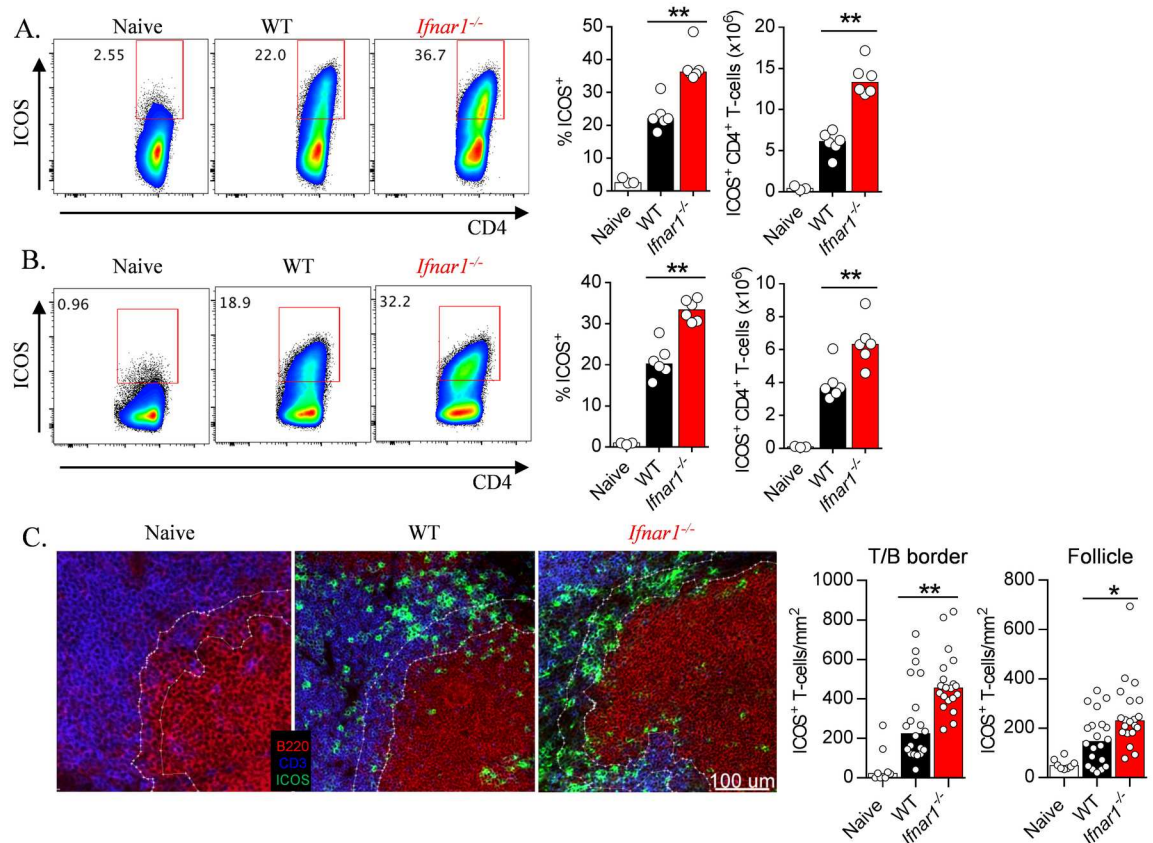 A.
Naive WT Ifnar1-/-
2.55 22.0 36.7
ICOS
CD4
% ICOS+
50
40
30
20
10
0
**
Naive WT Ifnar1-/-
ICOS+ CD4+ T-cells (x10⁶)
20
15
10
5
0
**
Naive WT Ifnar1-/-
B.
Naive WT Ifnar1-/-
0.96 18.9 32.2
ICOS
CD4
% ICOS+
40
30
20
10
0
**
Naive WT Ifnar1-/-
ICOS+ CD4+ T-cells (x10⁶)
10
8
6
4
2
0
**
Naive WT Ifnar1-/-
C.
Naive WT Ifnar1-/-
B220
CD3
ICOS
100 um
T/B border
ICOS+ T-cells/mm²
1000
800
600
400
200
0
**
Naive WT Ifnar1-/-
Follicle
ICOS+ T-cells/mm²
800
600
400
200
0
*
Naive WT Ifnar1-/-